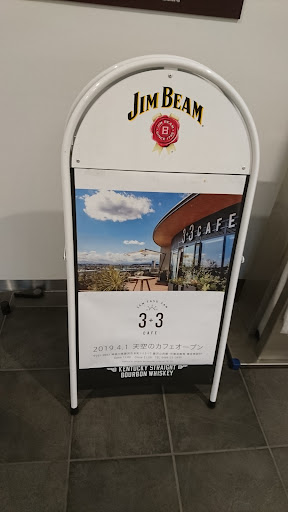 JIM BEAM
3+3 CAFE
3+3
CAFE
2019.4.1 天空のカフェオープン
KENTUCKY STRAIGHT
BOURBON WHISKEY